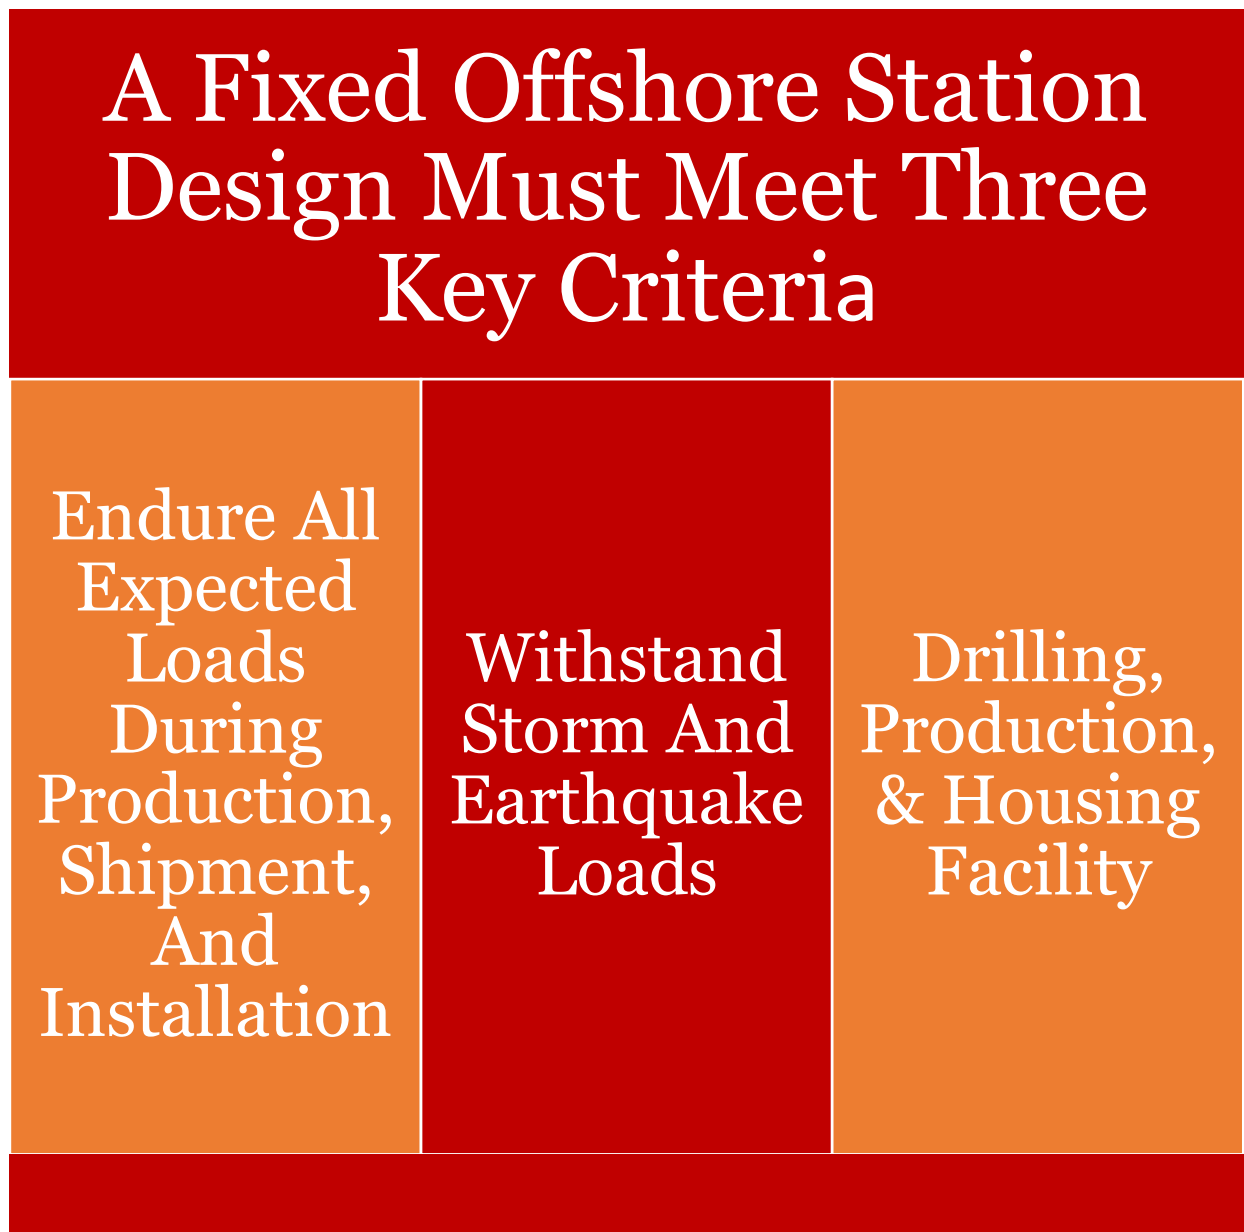 A Fixed Offshore Station
Design Must Meet Three
Key Criteria
Endure All
Expected
Loads
During
Production,
Shipment,
And
Installation
Withstand
Storm And
Earthquake
Loads
Drilling,
Production,
& Housing
Facility